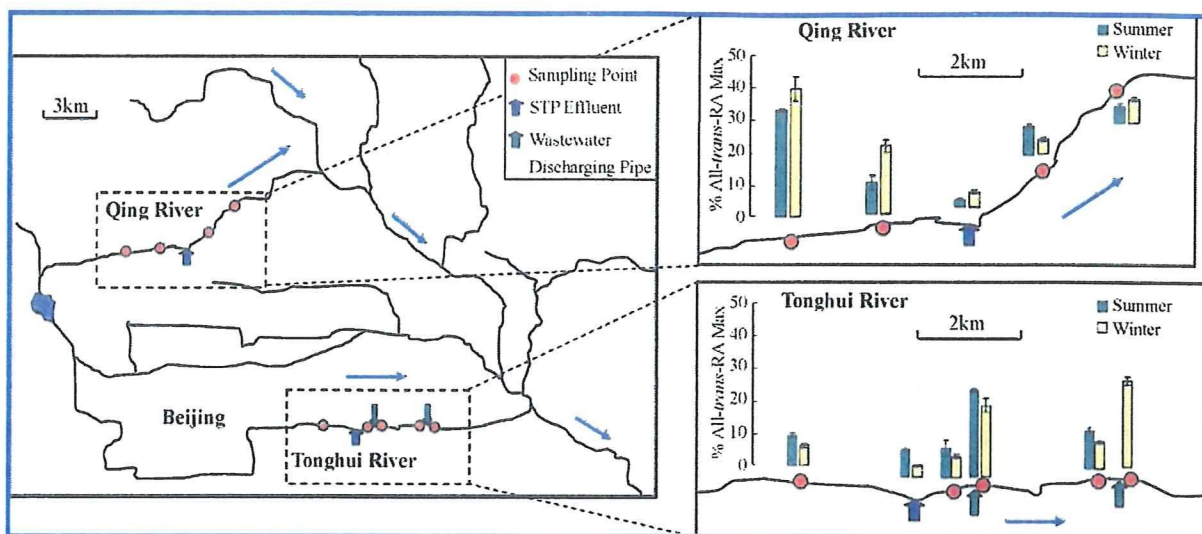 3km
Sampling Point
STP Effluent
Wastewater
Discharging Pipe
Qing River
Beijing
Tonghui River
Qing River
Summer
Winter
2km
% All-trans-RA Max
50
40
30
20
10
0
Tonghui River
Summer
Winter
2km
% All-trans-RA Max
50
40
30
20
10
0